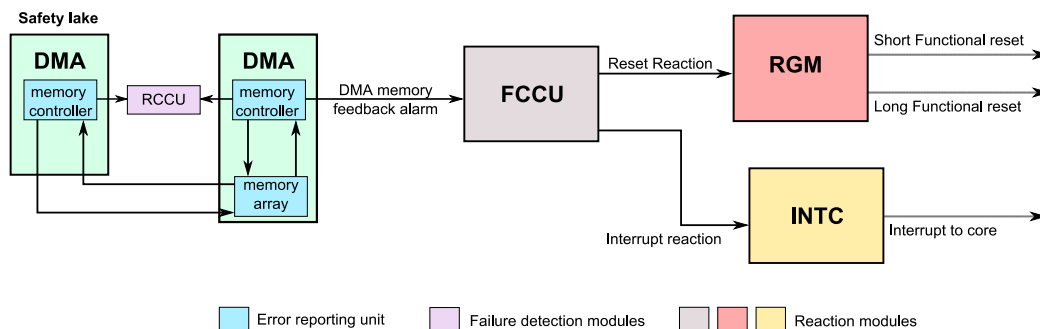 Safety lake
DMA
memory
controller
RCCU
DMA
memory
controller
memory
array
DMA memory
feedback alarm
FCCU
Reset Reaction
Interrupt reaction
RGM
Short Functional reset
Long Functional reset
INTC
Interrupt to core
Error reporting unit
Failure detection modules
Reaction modules